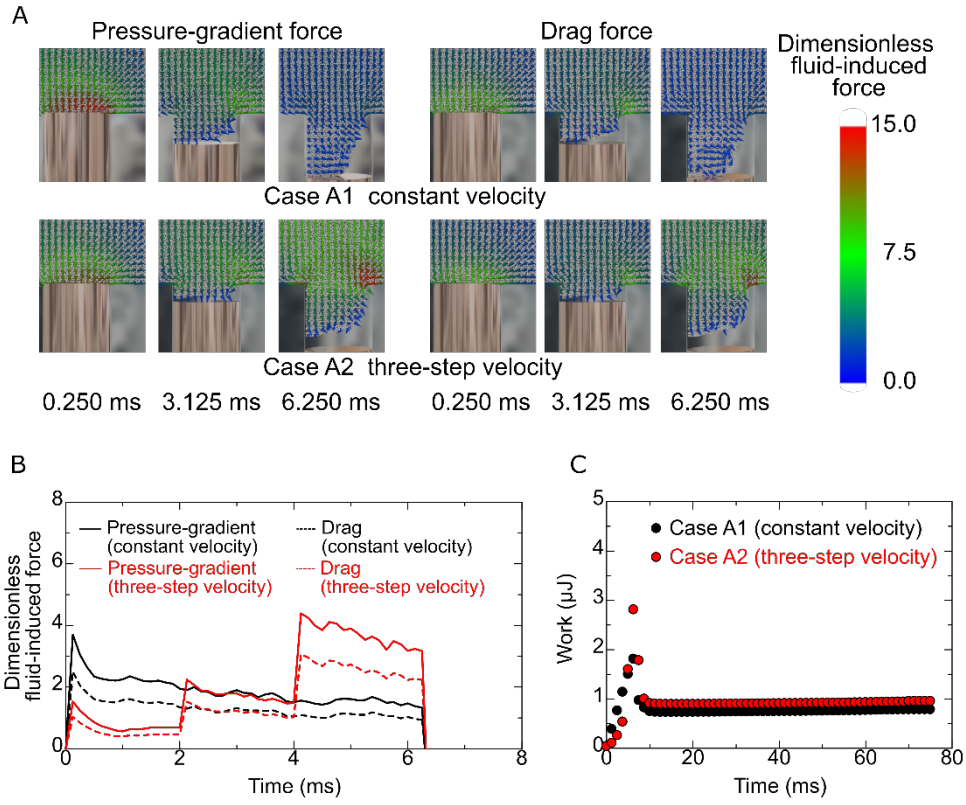 A
Pressure-gradient force
Drag force
Dimensionless
fluid-induced
force
15.0
7.5
0.0
Case A1 constant velocity
Case A2 three-step velocity
0.250 ms
3.125 ms
6.250 ms
0.250 ms
3.125 ms
6.250 ms
B
Dimensionless
fluid-induced force
8
6
4
2
0
Pressure-gradient
(constant velocity)
Drag
(constant velocity)
Pressure-gradient
(three-step velocity)
Drag
(three-step velocity)
0
2
4
6
8
Time (ms)
C
Work (μJ)
5
4
3
2
1
0
Case A1 (constant velocity)
Case A2 (three-step velocity)
0
20
40
60
80
Time (ms)